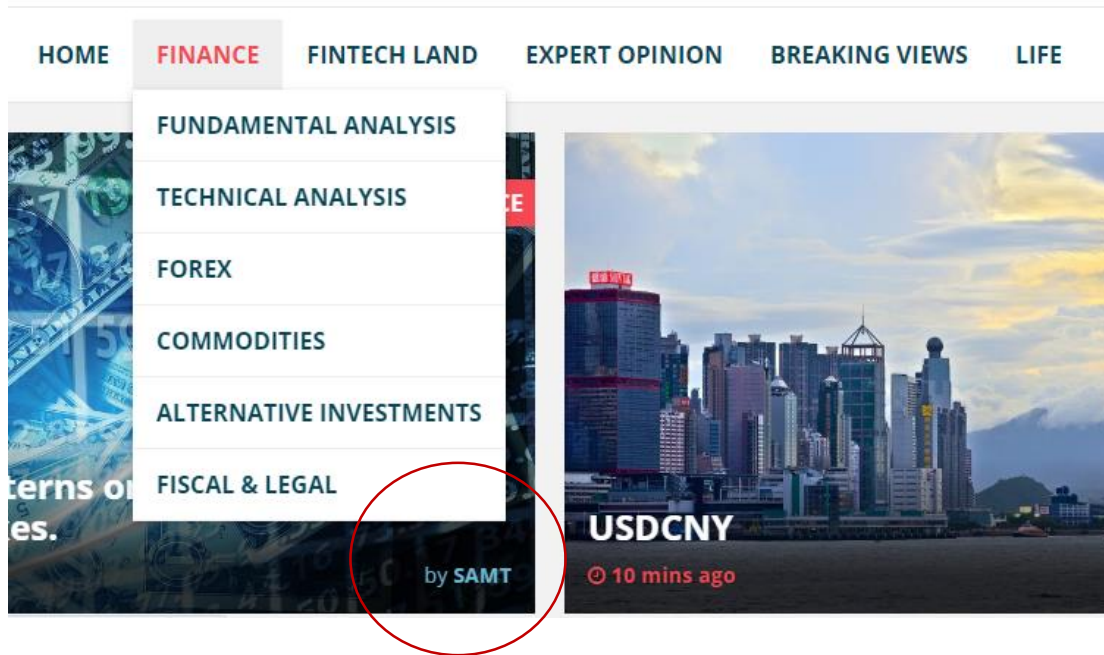 HOME FINANCE FINTECH LAND EXPERT OPINION BREAKING VIEWS LIFE
FUNDAMENTAL ANALYSIS
TECHNICAL ANALYSIS
FOREX
COMMODITIES
ALTERNATIVE INVESTMENTS
FISCAL & LEGAL
USDCNY
by SAMT
10 mins ago